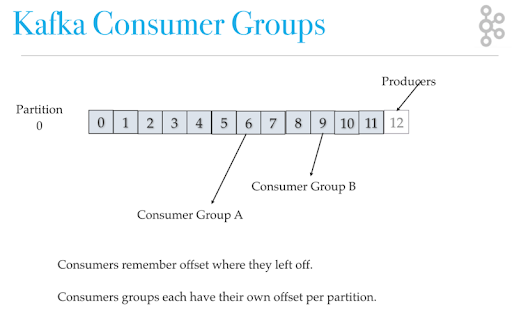 Kafka Consumer Groups
Producers
Partition
0
0 1 2 3 4 5 6 7 8 9 10 11 12
Consumer Group B
Consumer Group A
Consumers remember offset where they left off.
Consumers groups each have their own offset per partition.